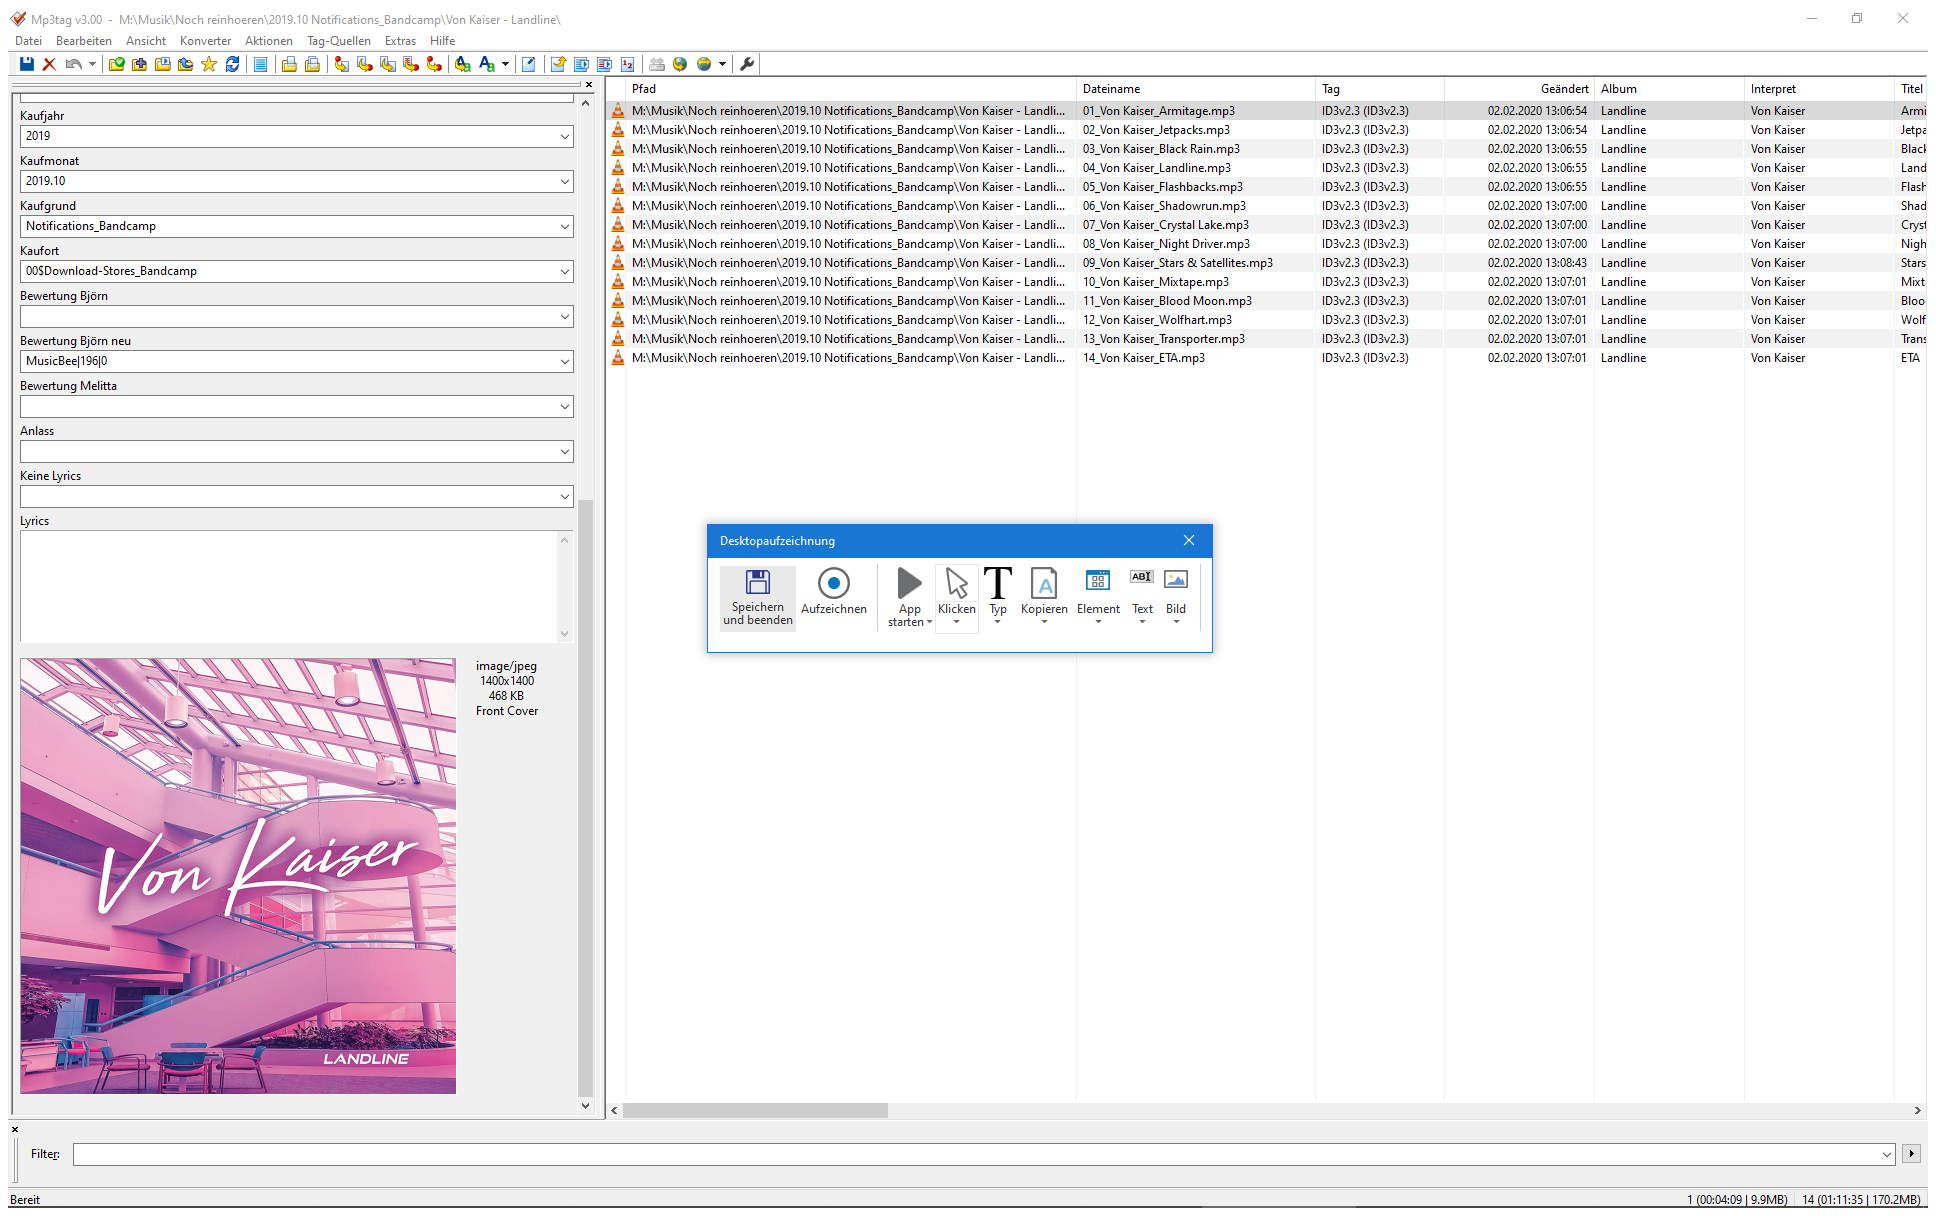 Mp3tag v3.00 - M:\Musik\Noch reinhoeren\2019.10 Notifications_Bandcamp\Von Kaiser - Landline\
Datei Bearbeiten Ansicht Konverter Aktionen Tag-Quellen Extras Hilfe
Kaufjahr
2019
Kaufmonat
2019.10
Kaufgrund
Notifications_Bandcamp
Kaufort
00$Download-Stores_Bandcamp
Bewertung Björn
Bewertung Björn neu
MusicBee|196|0
Bewertung Melitta
Anlass
Keine Lyrics
Lyrics
image/jpeg
1400x1400
468 KB
Front Cover
Von Kaiser
LANDLINE
Pfad Dateiname Tag Geändert Album Interpret Titel
M:\Musik\Noch reinhoeren\2019.10 Notifications_Bandcamp\Von Kaiser - Landli... 01_Von Kaiser_Armitage.mp3 ID3v2.3 (ID3v2.3) 02.02.2020 13:06:54 Landline Von Kaiser Armi
M:\Musik\Noch reinhoeren\2019.10 Notifications_Bandcamp\Von Kaiser - Landli... 02_Von Kaiser_Jetpacks.mp3 ID3v2.3 (ID3v2.3) 02.02.2020 13:06:54 Landline Von Kaiser Jetpa
M:\Musik\Noch reinhoeren\2019.10 Notifications_Bandcamp\Von Kaiser - Landli... 03_Von Kaiser_Black Rain.mp3 ID3v2.3 (ID3v2.3) 02.02.2020 13:06:55 Landline Von Kaiser Black
M:\Musik\Noch reinhoeren\2019.10 Notifications_Bandcamp\Von Kaiser - Landli... 04_Von Kaiser_Landline.mp3 ID3v2.3 (ID3v2.3) 02.02.2020 13:06:55 Landline Von Kaiser Land
M:\Musik\Noch reinhoeren\2019.10 Notifications_Bandcamp\Von Kaiser - Landli... 05_Von Kaiser_Flashbacks.mp3 ID3v2.3 (ID3v2.3) 02.02.2020 13:06:55 Landline Von Kaiser Flash
M:\Musik\Noch reinhoeren\2019.10 Notifications_Bandcamp\Von Kaiser - Landli... 06_Von Kaiser_Shadowrun.mp3 ID3v2.3 (ID3v2.3) 02.02.2020 13:07:00 Landline Von Kaiser Shad
M:\Musik\Noch reinhoeren\2019.10 Notifications_Bandcamp\Von Kaiser - Landli... 07_Von Kaiser_Crystal Lake.mp3 ID3v2.3 (ID3v2.3) 02.02.2020 13:07:00 Landline Von Kaiser Cryst
M:\Musik\Noch reinhoeren\2019.10 Notifications_Bandcamp\Von Kaiser - Landli... 08_Von Kaiser_Night Driver.mp3 ID3v2.3 (ID3v2.3) 02.02.2020 13:07:00 Landline Von Kaiser Nigh
M:\Musik\Noch reinhoeren\2019.10 Notifications_Bandcamp\Von Kaiser - Landli... 09_Von Kaiser_Stars & Satellites.mp3 ID3v2.3 (ID3v2.3) 02.02.2020 13:08:43 Landline Von Kaiser Stars
M:\Musik\Noch reinhoeren\2019.10 Notifications_Bandcamp\Von Kaiser - Landli... 10_Von Kaiser_Mixtape.mp3 ID3v2.3 (ID3v2.3) 02.02.2020 13:07:01 Landline Von Kaiser Mixt
M:\Musik\Noch reinhoeren\2019.10 Notifications_Bandcamp\Von Kaiser - Landli... 11_Von Kaiser_Blood Moon.mp3 ID3v2.3 (ID3v2.3) 02.02.2020 13:07:01 Landline Von Kaiser Bloo
M:\Musik\Noch reinhoeren\2019.10 Notifications_Bandcamp\Von Kaiser - Landli... 12_Von Kaiser_Wolfhart.mp3 ID3v2.3 (ID3v2.3) 02.02.2020 13:07:01 Landline Von Kaiser Wolf
M:\Musik\Noch reinhoeren\2019.10 Notifications_Bandcamp\Von Kaiser - Landli... 13_Von Kaiser_Transporter.mp3 ID3v2.3 (ID3v2.3) 02.02.2020 13:07:01 Landline Von Kaiser Trans
M:\Musik\Noch reinhoeren\2019.10 Notifications_Bandcamp\Von Kaiser - Landli... 14_Von Kaiser_ETA.mp3 ID3v2.3 (ID3v2.3) 02.02.2020 13:07:01 Landline Von Kaiser ETA
Desktopaufzeichnung
Speichern und beenden
Aufzeichnen
App starten
Klicken
Typ
Kopieren
Element
Text
Bild
Filter:
Bereit
1 (00:04:09 | 9.9MB) 14 (01:11:35 | 170.2MB)